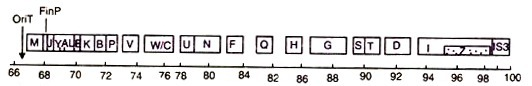 FinP
OriT
M J Y A L E K B P V W/C U N F Q H G S T D I Z IS3
66 68 70 72 74 76 78 80 82 84 86 88 90 92 94 96 98 100